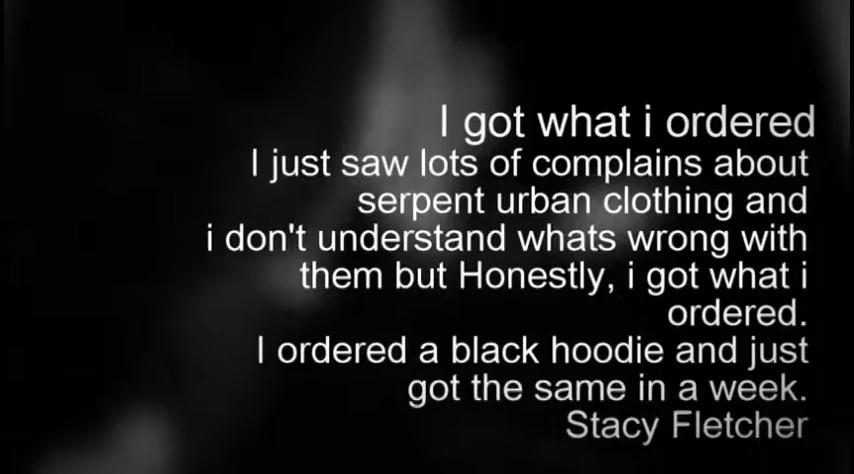 I got what i ordered
I just saw lots of complains about
serpent urban clothing and
i don't understand whats wrong with
them but Honestly, i got what i
ordered.
I ordered a black hoodie and just
got the same in a week.
Stacy Fletcher